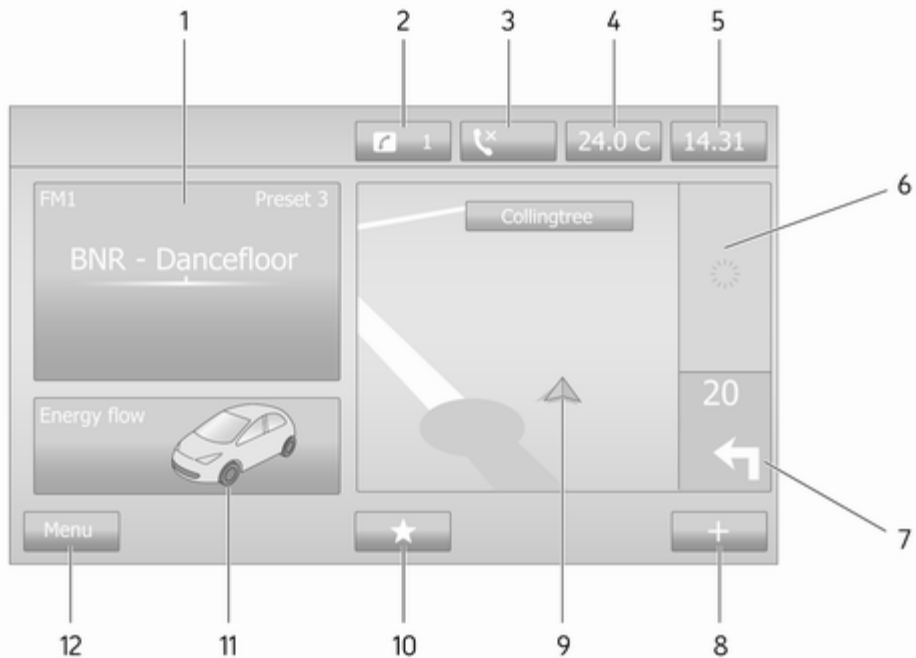 1 2 3 4 5
1 24.0 C 14.31
FM1 Preset 3
Collingtree
6
BNR - Dancefloor
20
Energy flow
7
Menu +
12 11 10 9 8